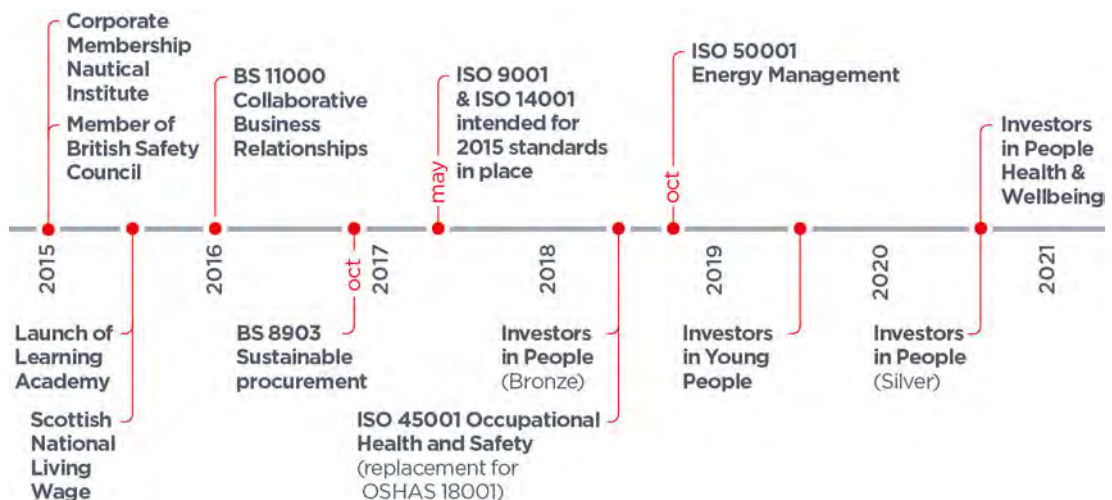 Corporate
Membership
Nautical
Institute
Member of
British Safety
Council
BS 11000
Collaborative
Business
Relationships
ISO 9001
& ISO 14001
intended for
2015 standards
in place
may
ISO 50001
Energy Management
oct
Investors
in People
Health &
Wellbeing
2015
2016
oct
2017
2018
2019
2020
2021
Launch of
Learning
Academy
Scottish
National
Living
Wage
BS 8903
Sustainable
procurement
Investors
in People
(Bronze)
ISO 45001 Occupational
Health and Safety
(replacement for
OSHAS 18001)
Investors
in Young
People
Investors
in People
(Silver)